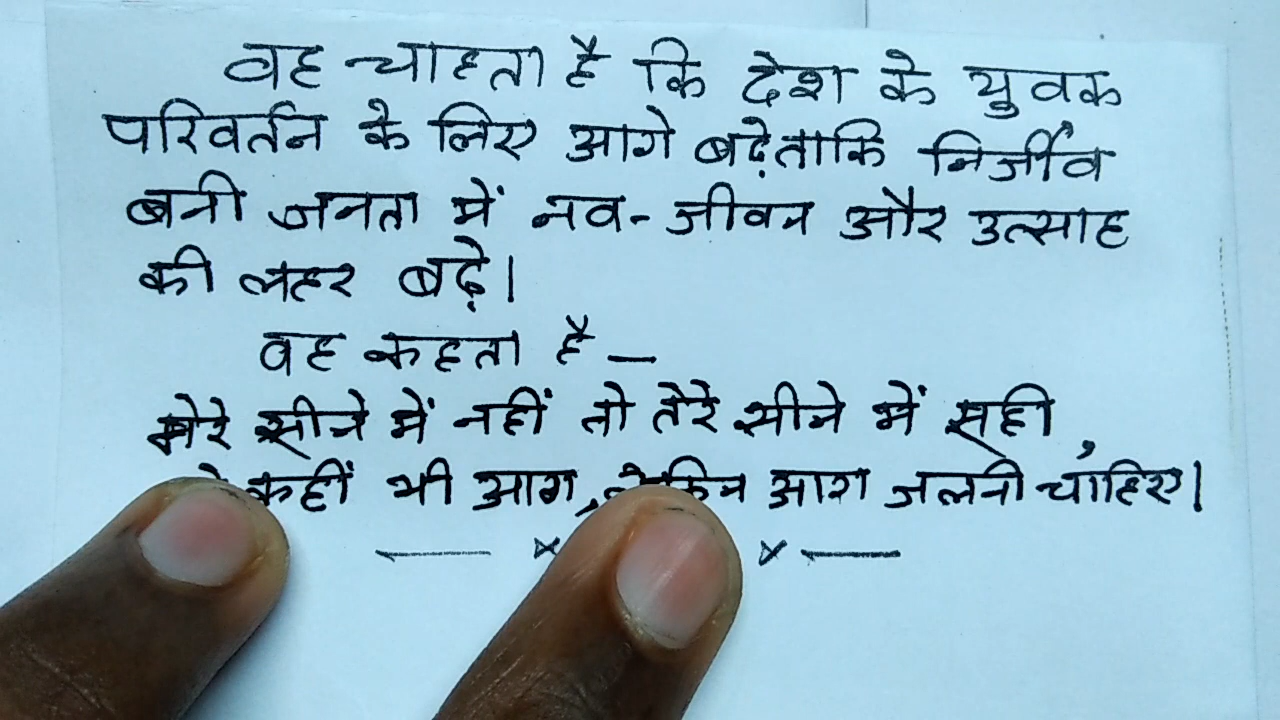 वह चाहता है कि देश के युवक
परिवर्तन के लिए आगे बढ़े ताकि निर्जीव
बनी जनता में नव-जीवन और उत्साह
की लहर बढ़े।
वह कहता है —
मेरे सीने में नहीं तो तेरे सीने में सही,
कहीं भी आग, लेकिन आग जलनी चाहिए।